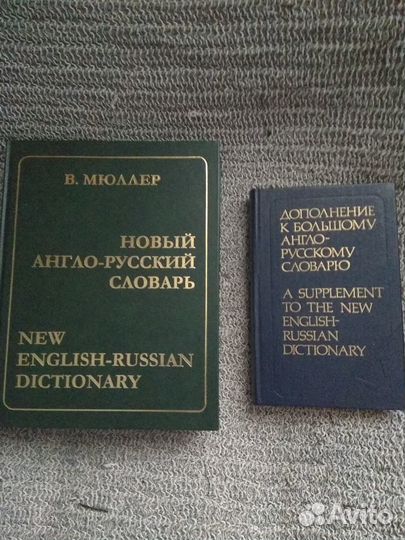 В. МЮЛЛЕР
НОВЫЙ
АНГЛО-РУССКИЙ
СЛОВАРЬ
NEW
ENGLISH-RUSSIAN
DICTIONARY
ДОПОЛНЕНИЕ
К БОЛЬШОМУ
АНГЛО-
РУССКОМУ
СЛОВАРЮ
A SUPPLEMENT
TO THE NEW
ENGLISH-
RUSSIAN
DICTIONARY
Avito